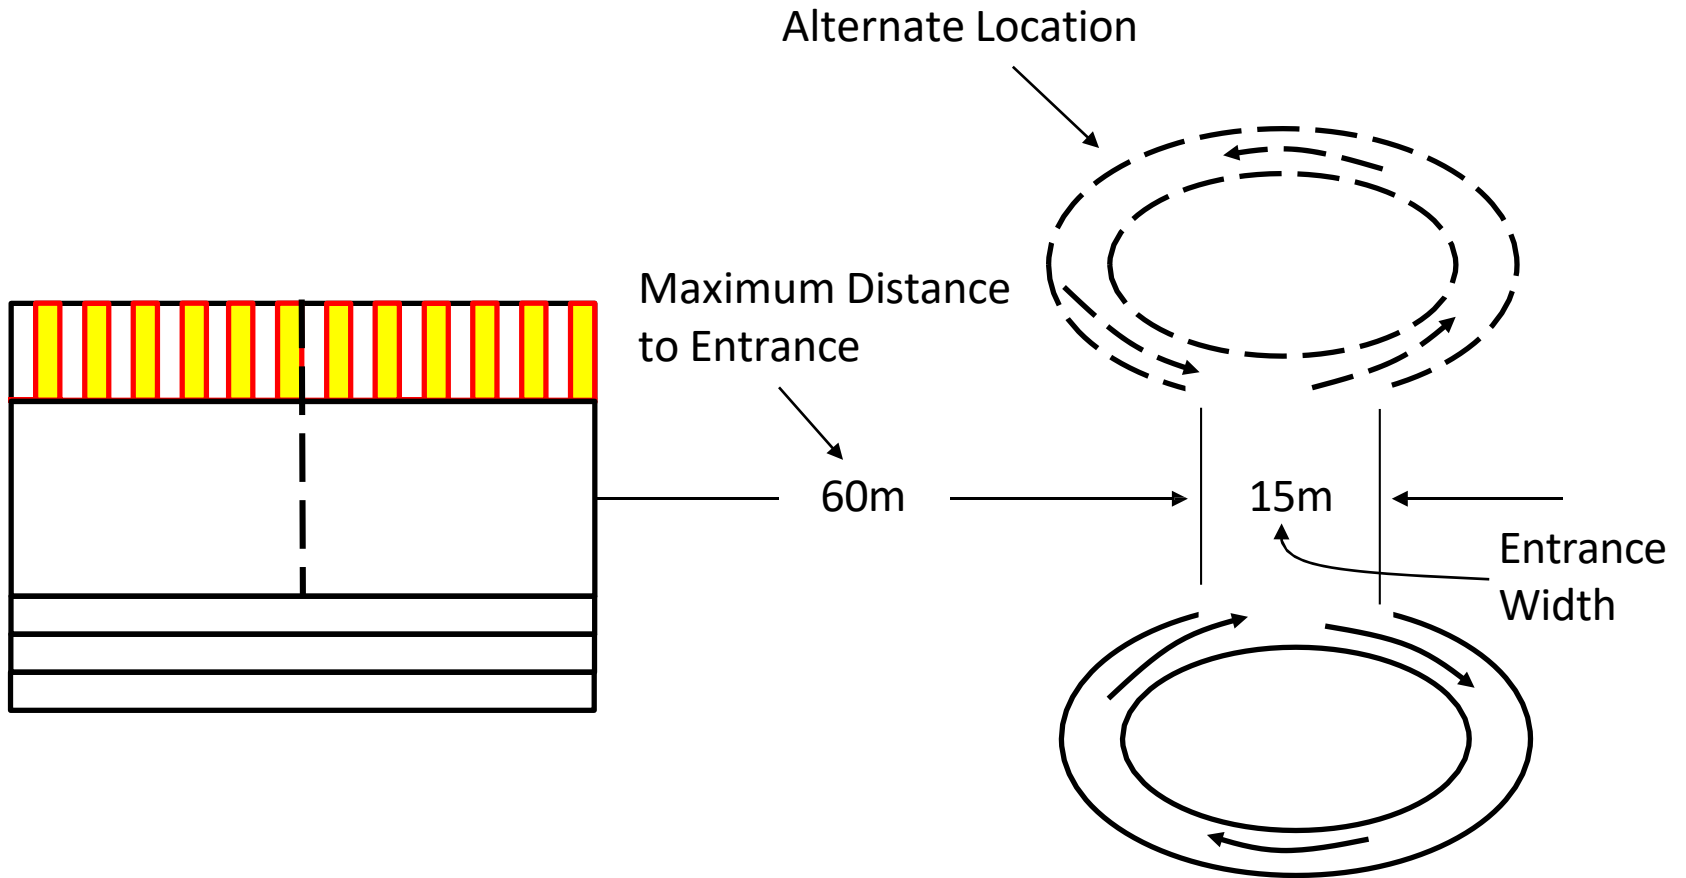 Alternate Location
Maximum Distance
to Entrance
60m
15m
Entrance
Width